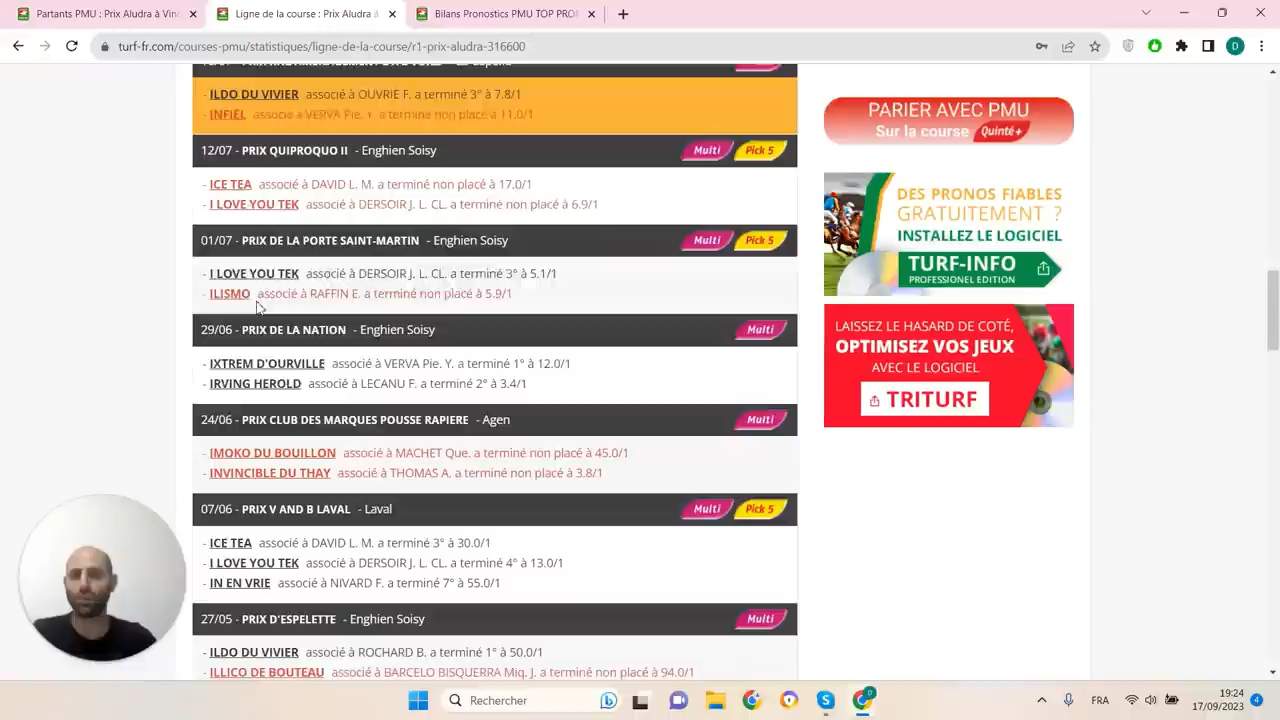 Partants PMU : Prix Aludra à Vin
Ligne de la course : Prix Aludra à
Bilans Pronostics PMU TOP PRO
turf-fr.com/courses-pmu/statistiques/ligne-de-la-course/r1-prix-aludra-316600
D
- ILDO DU VIVIER associé à OUVRIE F. a terminé 3° à 7.8/1
- INFIEL associé à VERVA Pie. Y. a terminé non placé à 11.0/1
12/07 - PRIX QUIPROQUO II - Enghien Soisy Multi Pick 5
- ICE TEA associé à DAVID L. M. a terminé non placé à 17.0/1
- I LOVE YOU TEK associé à DERSOIR J. L. CL. a terminé non placé à 6.9/1
01/07 - PRIX DE LA PORTE SAINT-MARTIN - Enghien Soisy Multi Pick 5
- I LOVE YOU TEK associé à DERSOIR J. L. CL. a terminé 3° à 5.1/1
- ILISMO associé à RAFFIN E. a terminé non placé à 5.9/1
29/06 - PRIX DE LA NATION - Enghien Soisy Multi
- IXTREM D'OURVILLE associé à VERVA Pie. Y. a terminé 1° à 12.0/1
- IRVING HEROLD associé à LECANU F. a terminé 2° à 3.4/1
24/06 - PRIX CLUB DES MARQUES POUSSE RAPIERE - Agen Multi
- IMOKO DU BOUILLON associé à MACHET Que. a terminé non placé à 45.0/1
- INVINCIBLE DU THAY associé à THOMAS A. a terminé non placé à 3.8/1
07/06 - PRIX V AND B LAVAL - Laval Multi Pick 5
- ICE TEA associé à DAVID L. M. a terminé 3° à 30.0/1
- I LOVE YOU TEK associé à DERSOIR J. L. CL. a terminé 4° à 13.0/1
- IN EN VRIE associé à NIVARD F. a terminé 7° à 55.0/1
27/05 - PRIX D'ESPELETTE - Enghien Soisy Multi
- ILDO DU VIVIER associé à ROCHARD B. a terminé 1° à 50.0/1
- ILLICO DE BOUTEAU associé à BARCELO BISQUERRA Miq. J. a terminé non placé à 94.0/1
PARIER AVEC PMU
Sur la course Quinté+
DES PRONOS FIABLES
GRATUITEMENT ?
INSTALLEZ LE LOGICIEL
TURF-INFO
PROFESSIONEL EDITION
LAISSEZ LE HASARD DE COTÉ,
OPTIMISEZ VOS JEUX
AVEC LE LOGICIEL
TRITURF
Rechercher
FRA
19:24
17/09/2023
4